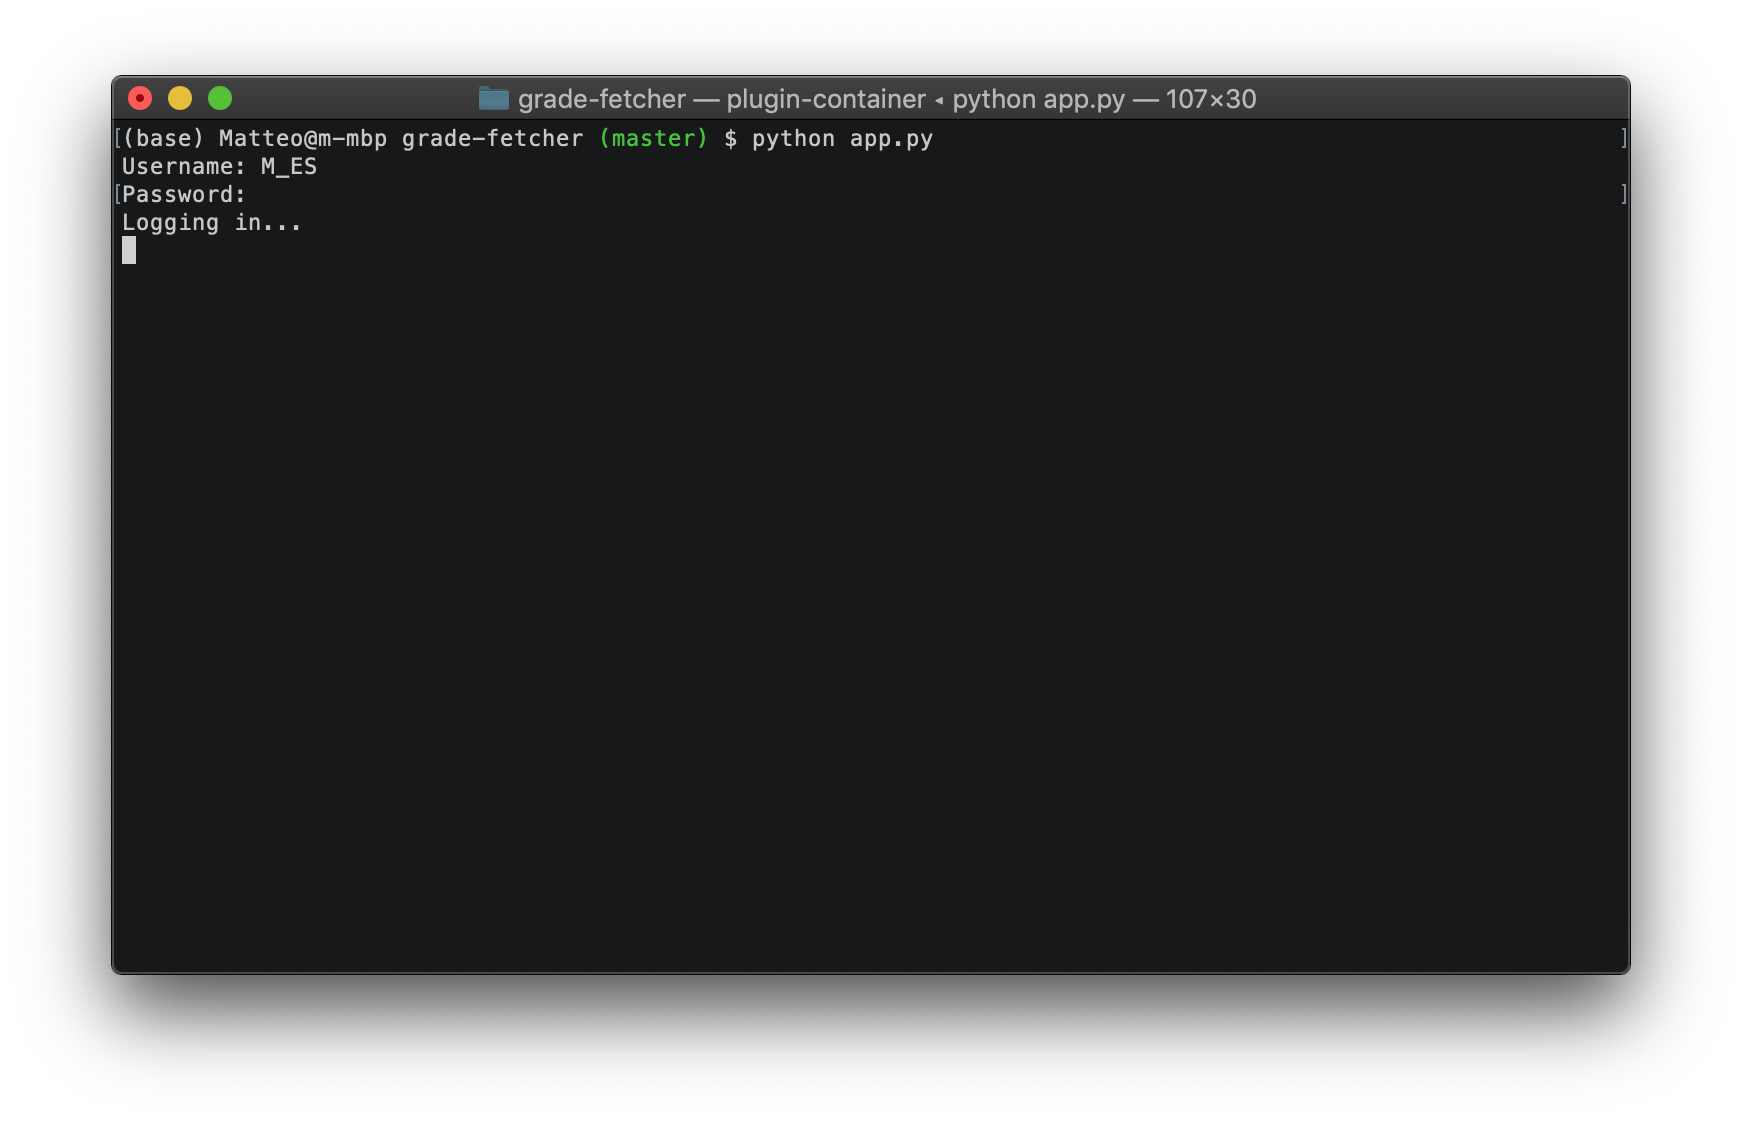 grade-fetcher — plugin-container ◂ python app.py — 107×30
[(base) Matteo@m-mbp grade-fetcher (master) $ python app.py ]
Username: M_ES
[Password: ]
Logging in...